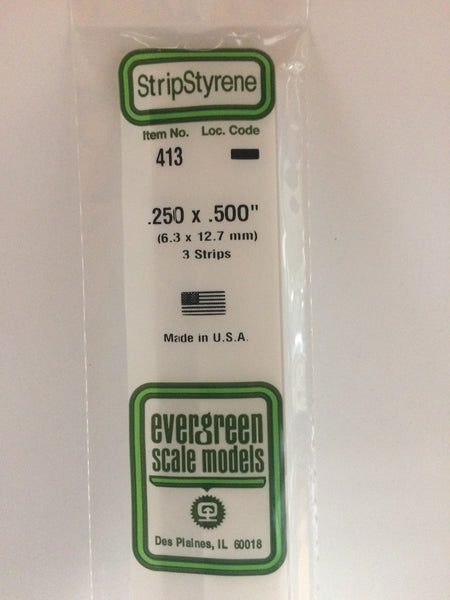 StripStyrene
Item No. Loc. Code
413
.250 x .500"
(6.3 x 12.7 mm)
3 Strips
Made in U.S.A.
evergreen
scale models
Des Plaines, IL 60018